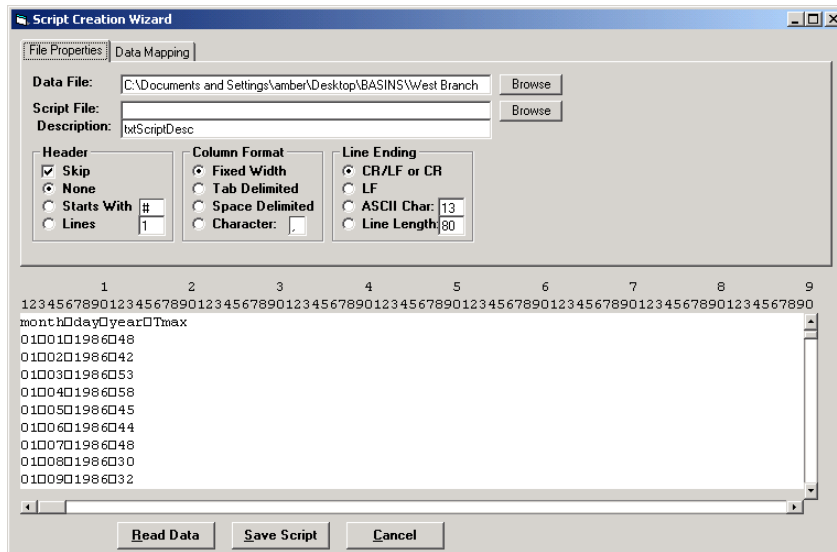 Script Creation Wizard
File Properties Data Mapping
Data File: C:\Documents and Settings\amber\Desktop\BASINS\West Branch Browse
Script File: Browse
Description: txtScriptDesc
Header Column Format Line Ending
Skip Fixed Width CR/LF or CR
None Tab Delimited LF
Starts With # Space Delimited ASCII Char: 13
Lines 1 Character: , Line Length: 80
1 2 3 4 5 6 7 8 9
123456789012345678901234567890123456789012345678901234567890123456789012345678901234567890
month□day□year□Tmax
01□01□1986□48
01□02□1986□42
01□03□1986□53
01□04□1986□58
01□05□1986□45
01□06□1986□44
01□07□1986□48
01□08□1986□30
01□09□1986□32
Read Data Save Script Cancel